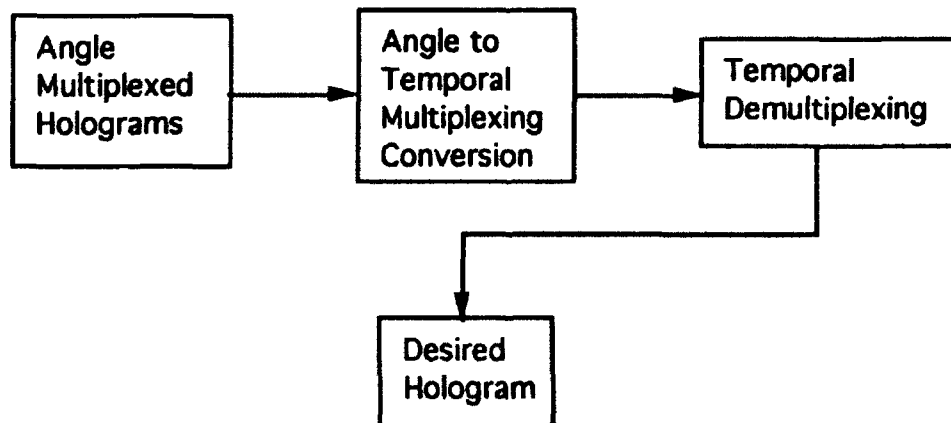 Angle
Multiplexed
Holograms
Angle to
Temporal
Multiplexing
Conversion
Temporal
Demultiplexing
Desired
Hologram